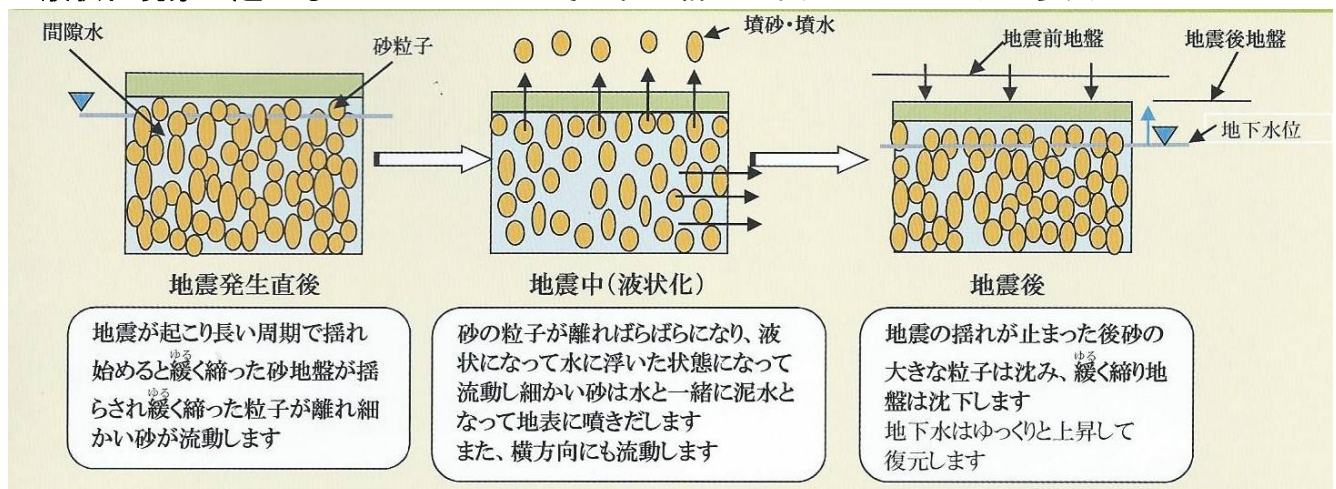 間隙水
砂粒子
墳砂・墳水
地震前地盤
地震後地盤
地下水位
地震発生直後
地震中(液状化)
地震後
地震が起こり長い周期で揺れ
始めると緩く締った砂地盤が揺
らされ緩く締った粒子が離れ細
かい砂が流動します
ゆる
ゆる
砂の粒子が離ればらばらになり、液
状になって水に浮いた状態になって
流動し細かい砂は水と一緒に泥水と
なって地表に噴きだします
また、横方向にも流動します
地震の揺れが止まった後砂の
大きな粒子は沈み、緩く締り地
盤は沈下します
地下水はゆっくりと上昇して
復元します
ゆる